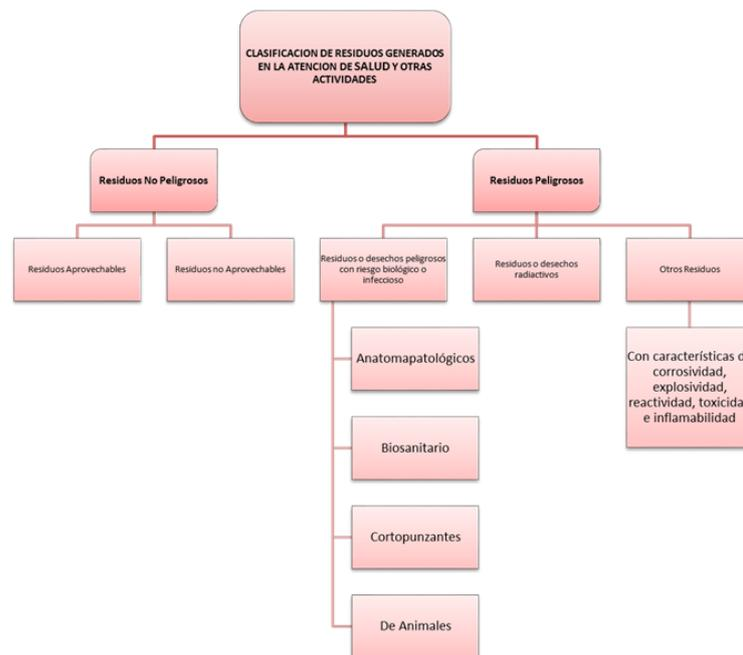 CLASIFICACION DE RESIDUOS GENERADOS
EN LA ATENCION DE SALUD Y OTRAS
ACTIVIDADES
Residuos No Peligrosos
Residuos Peligrosos
Residuos Aprovechables
Residuos no Aprovechables
Residuos o desechos peligrosos
con riesgo biológico o
infeccioso
Residuos o desechos
radiactivos
Otros Residuos
Anatomapatológicos
Biosanitario
Cortopunzantes
De Animales
Con características d
corrosividad,
explosividad,
reactividad, toxicida
e inflamabilidad